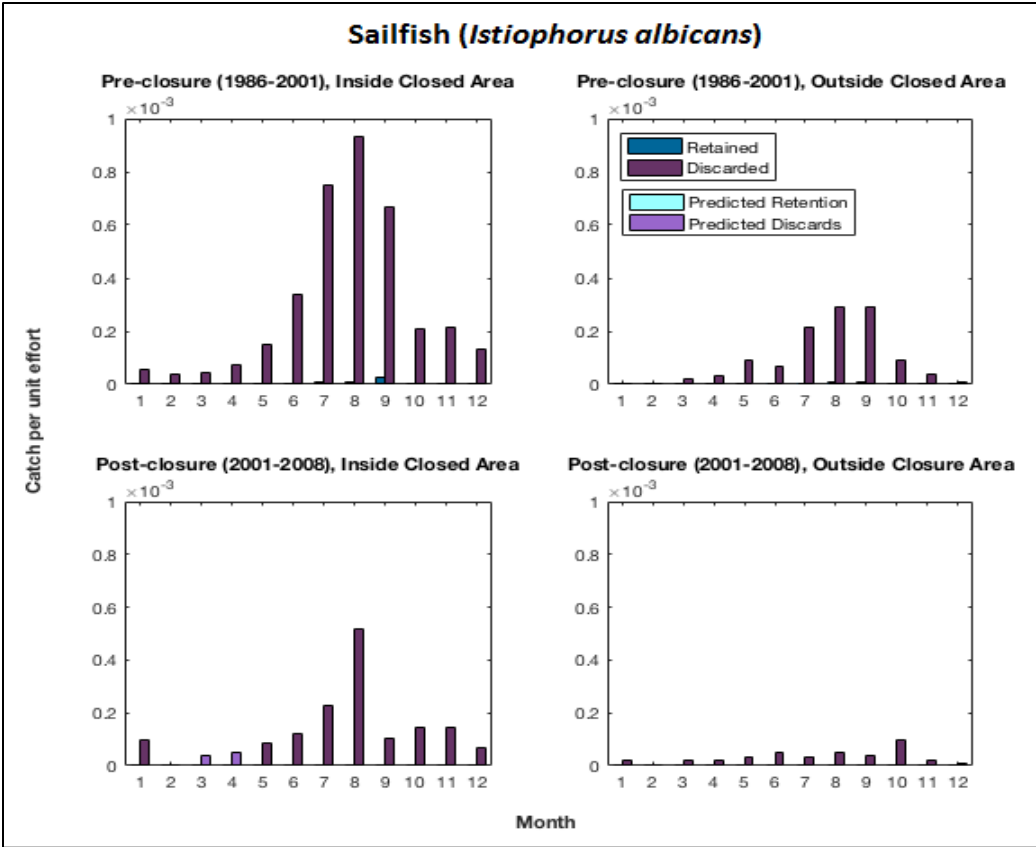 Sailfish (Istiophorus albicans)
Pre-closure (1986-2001), Inside Closed Area
×10⁻³
1
0.8
0.6
0.4
0.2
0
1 2 3 4 5 6 7 8 9 10 11 12
Pre-closure (1986-2001), Outside Closed Area
×10⁻³
1
0.8
0.6
0.4
0.2
0
Retained
Discarded
Predicted Retention
Predicted Discards
1 2 3 4 5 6 7 8 9 10 11 12
Catch per unit effort
Post-closure (2001-2008), Inside Closed Area
×10⁻³
1
0.8
0.6
0.4
0.2
0
1 2 3 4 5 6 7 8 9 10 11 12
Post-closure (2001-2008), Outside Closure Area
×10⁻³
1
0.8
0.6
0.4
0.2
0
1 2 3 4 5 6 7 8 9 10 11 12
Month